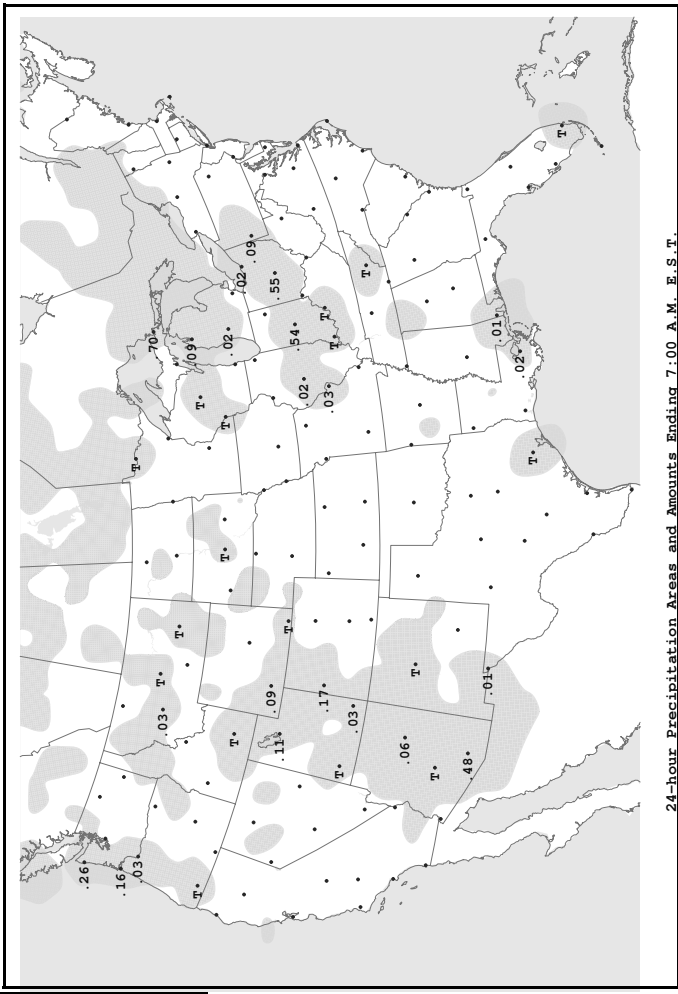 .26
.16
.03
T
.70
.03
T
T
.09
T
T
T
T
.02
T
.02
.09
.09
.55
.11
T
.54
.02
.17
T
.03
T
T
.03
T
.06
T
T
.48
.01
.01
.02
T
T
24-hour Precipitation Areas and Amounts Ending 7:00 A.M. E.S.T.